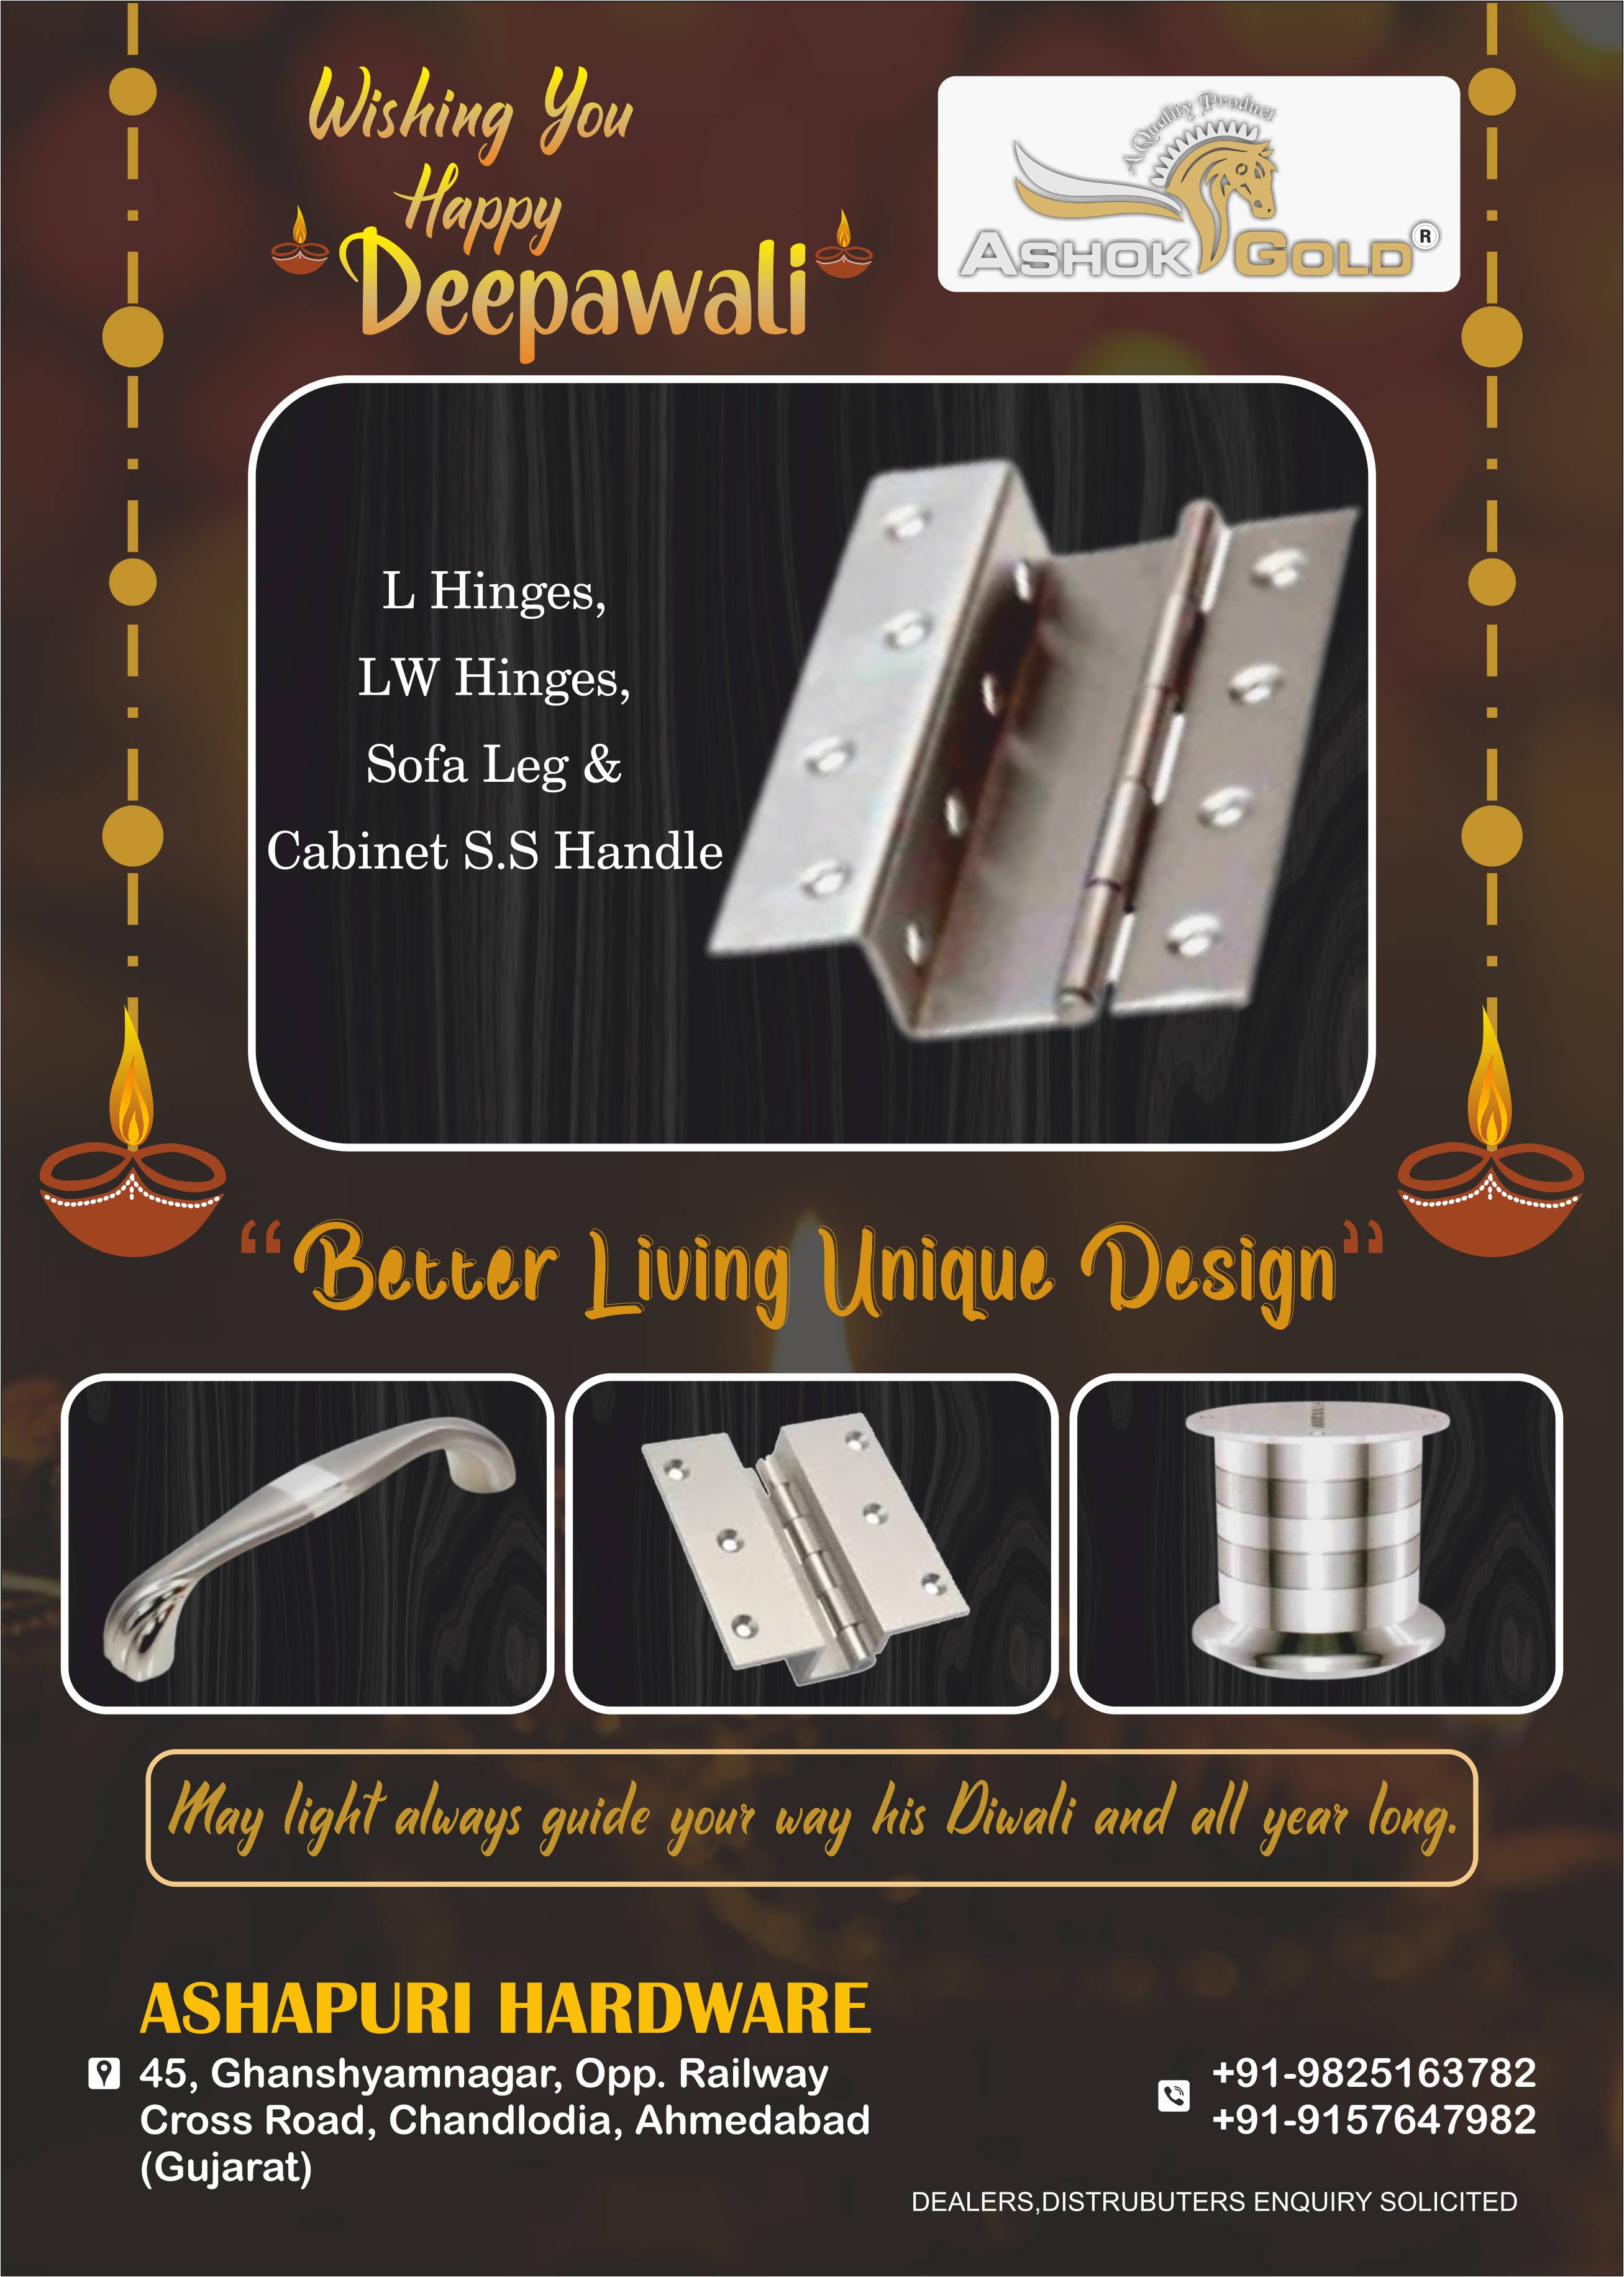 Wishing You
Happy
Deepawali
A Quality Product
ASHOK GOLD®
L Hinges,
LW Hinges,
Sofa Leg &
Cabinet S.S Handle
“Better Living Unique Design”
May light always guide your way his Diwali and all year long.
ASHAPURI HARDWARE
45, Ghanshyamnagar, Opp. Railway
Cross Road, Chandlodia, Ahmedabad
(Gujarat)
+91-9825163782
+91-9157647982
DEALERS,DISTRUBUTERS ENQUIRY SOLICITED